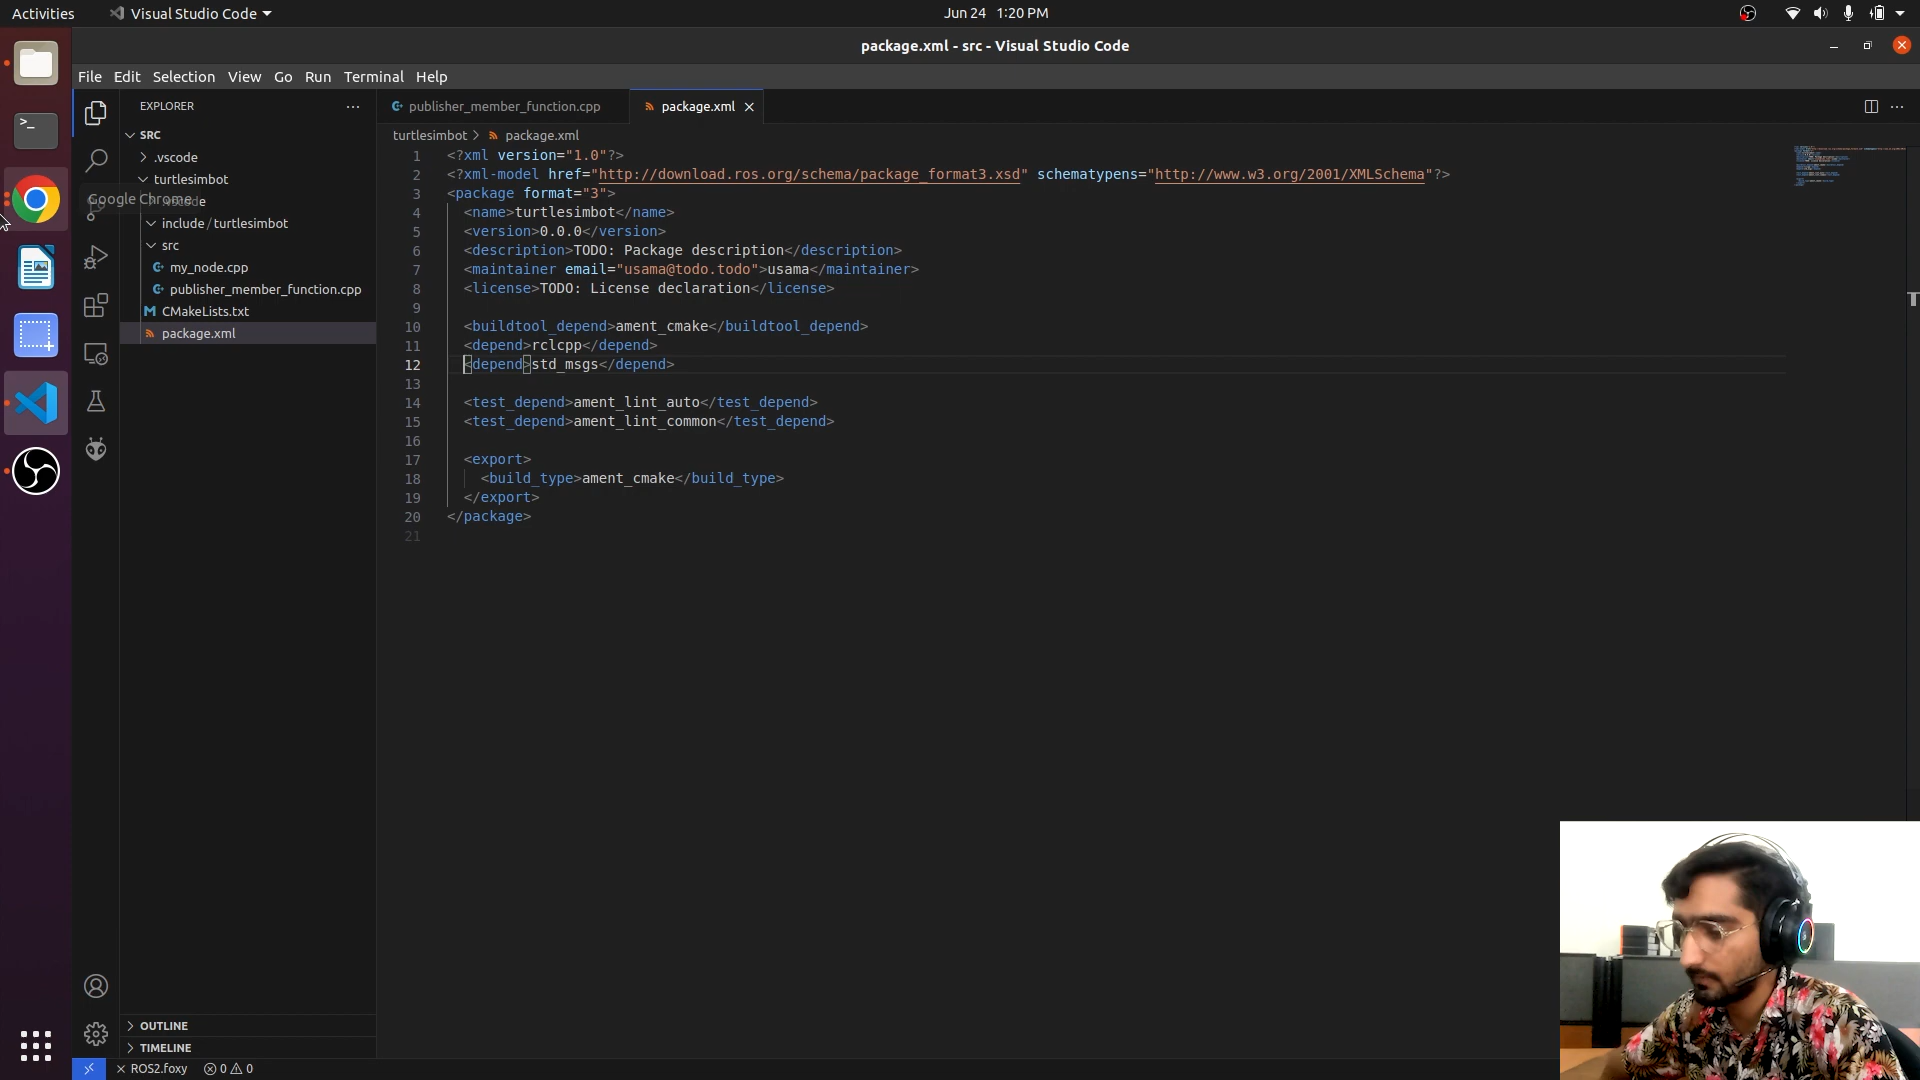 Activities
Visual Studio Code
Jun 24 1:20 PM
package.xml - src - Visual Studio Code
File Edit Selection View Go Run Terminal Help
EXPLORER
SRC
.vscode
turtlesimbot
Google Chrome
include / turtlesimbot
src
my_node.cpp
publisher_member_function.cpp
CMakeLists.txt
package.xml
OUTLINE
TIMELINE
publisher_member_function.cpp
package.xml
turtlesimbot > package.xml
1 <?xml version="1.0"?>
2 <?xml-model href="http://download.ros.org/schema/package_format3.xsd" schematypens="http://www.w3.org/2001/XMLSchema"?>
3 <package format="3">
4 <name>turtlesimbot</name>
5 <version>0.0.0</version>
6 <description>TODO: Package description</description>
7 <maintainer email="usama@todo.todo">usama</maintainer>
8 <license>TODO: License declaration</license>
9
10 <buildtool_depend>ament_cmake</buildtool_depend>
11 <depend>rclcpp</depend>
12 <depend>std_msgs</depend>
13
14 <test_depend>ament_lint_auto</test_depend>
15 <test_depend>ament_lint_common</test_depend>
16
17 <export>
18 <build_type>ament_cmake</build_type>
19 </export>
20 </package>
21
ROS2.foxy 0 0